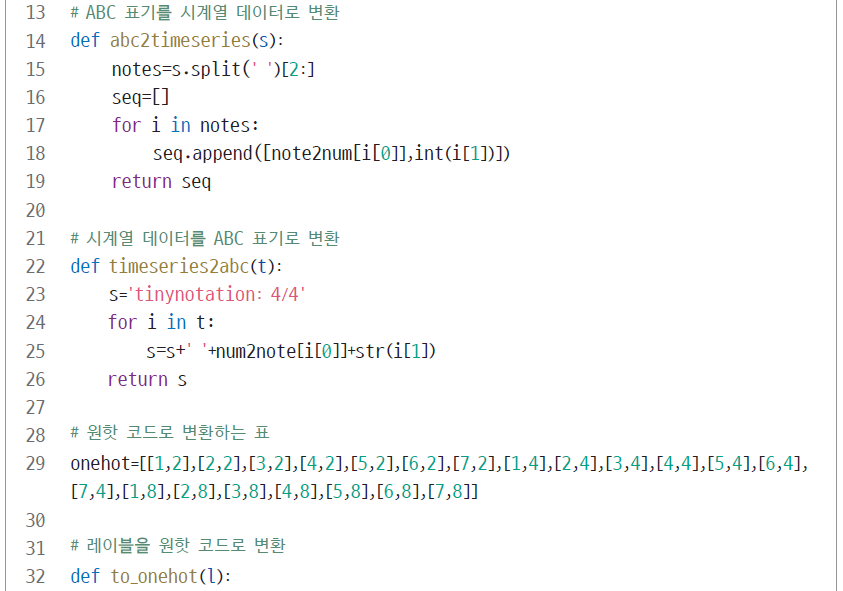 13 # ABC 표기를 시계열 데이터로 변환
14 def abc2timeseries(s):
15 notes=s.split(' ')[2:]
16 seq=[]
17 for i in notes:
18 seq.append([note2num[i[0]],int(i[1])])
19 return seq
20
21 # 시계열 데이터를 ABC 표기로 변환
22 def timeseries2abc(t):
23 s='tinynotation: 4/4'
24 for i in t:
25 s=s+' '+num2note[i[0]]+str(i[1])
26 return s
27
28 # 원핫 코드로 변환하는 표
29 onehot=[[1,2],[2,2],[3,2],[4,2],[5,2],[6,2],[7,2],[1,4],[2,4],[3,4],[4,4],[5,4],[6,4],
[7,4],[1,8],[2,8],[3,8],[4,8],[5,8],[6,8],[7,8]]
30
31 # 레이블을 원핫 코드로 변환
32 def to_onehot(l):